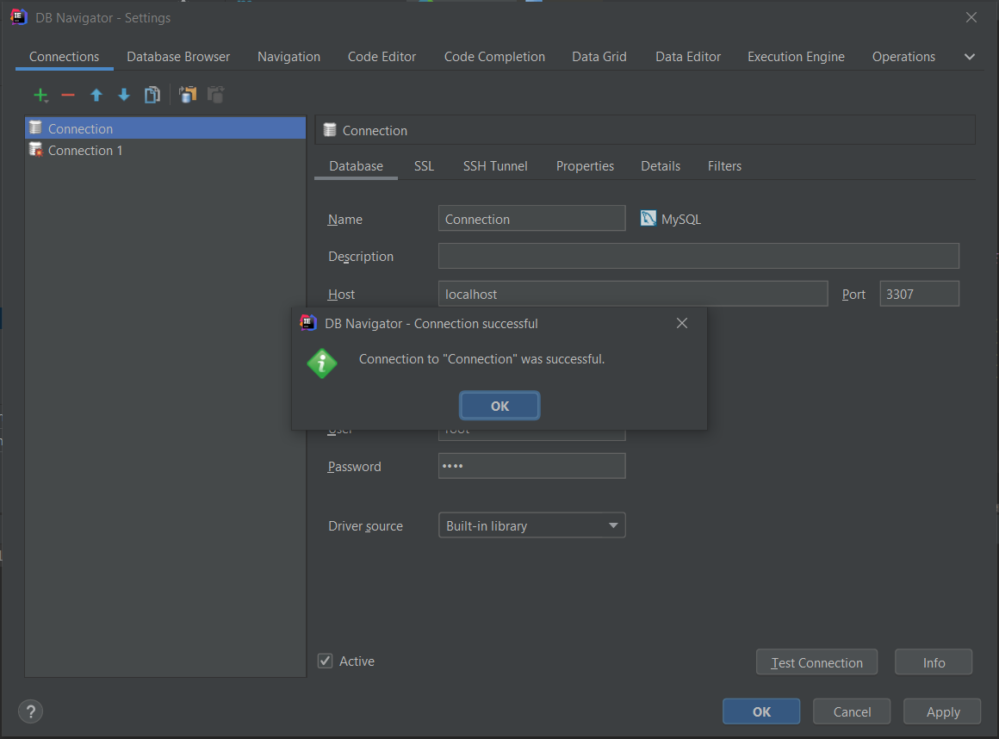 DB Navigator - Settings
Connections Database Browser Navigation Code Editor Code Completion Data Grid Data Editor Execution Engine Operations
Connection
Connection 1
Connection
Database SSL SSH Tunnel Properties Details Filters
Name Connection MySQL
Description
Host localhost Port 3307
DB Navigator - Connection successful
Connection to "Connection" was successful.
OK
User root
Password ••••
Driver source Built-in library
Active
Test Connection Info
? OK Cancel Apply